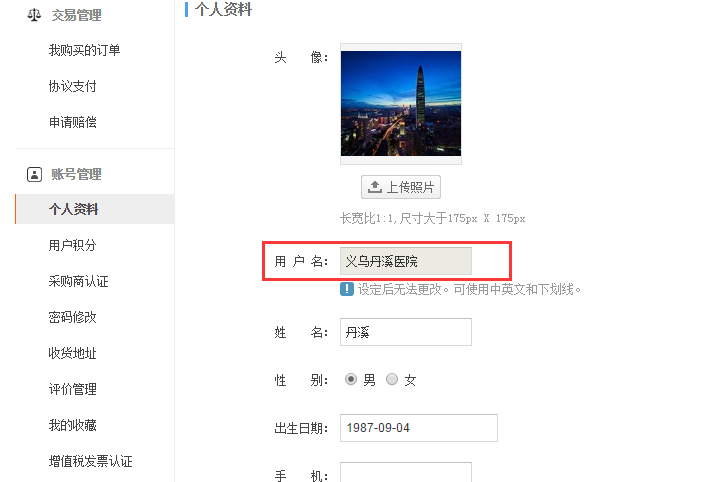 交易管理
我购买的订单
协议支付
申请赔偿
账号管理
个人资料
用户积分
采购商认证
密码修改
收货地址
评价管理
我的收藏
增值税发票认证
个人资料
头 像：
上传照片
长宽比1:1,尺寸大于175px X 175px
用 户 名： 义乌丹溪医院
设定后无法更改。可使用中英文和下划线。
姓 名： 丹溪
性 别： 男 女
出生日期： 1987-09-04
手 机：